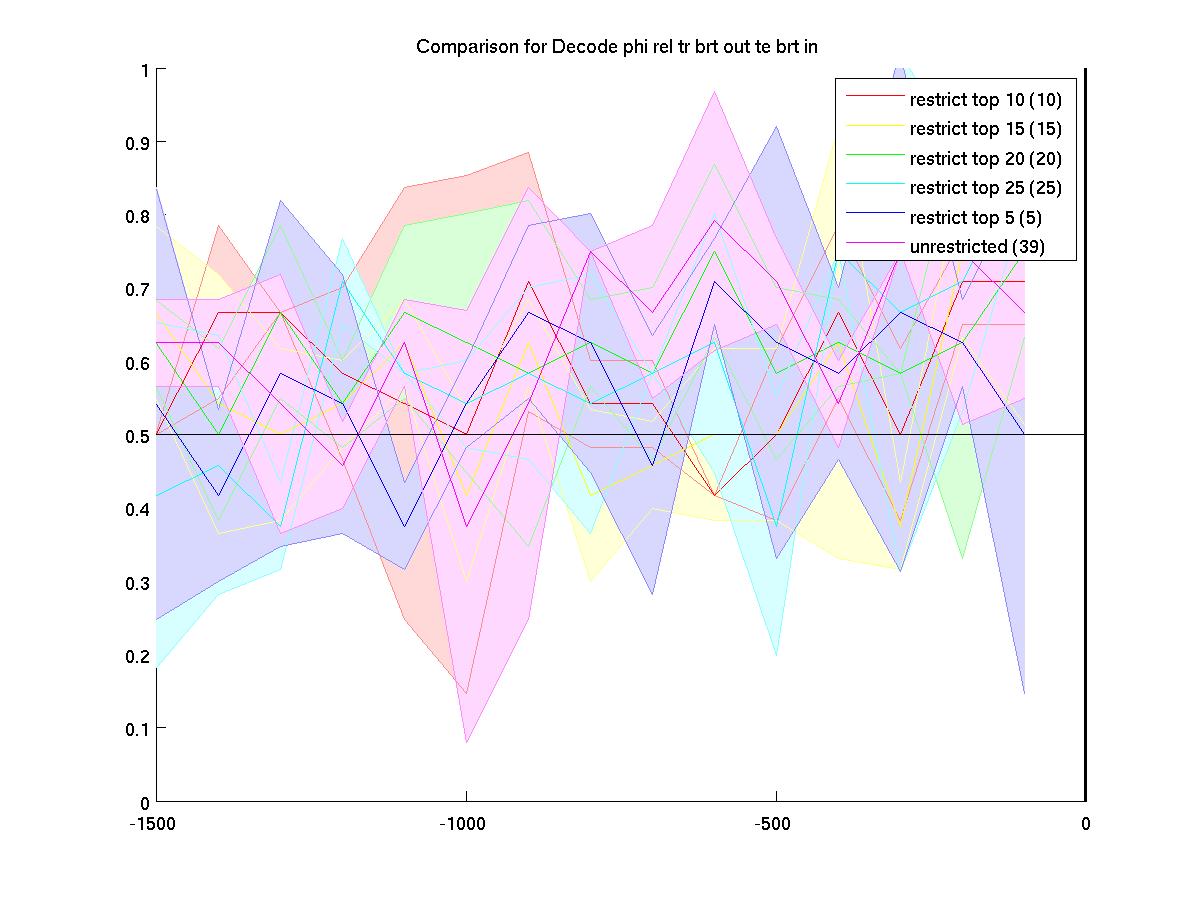 Comparison for Decode phi rel tr brt out te brt in
1
0.9
0.8
0.7
0.6
0.5
0.4
0.3
0.2
0.1
0
-1500
-1000
-500
0
restrict top 10 (10)
restrict top 15 (15)
restrict top 20 (20)
restrict top 25 (25)
restrict top 5 (5)
unrestricted (39)